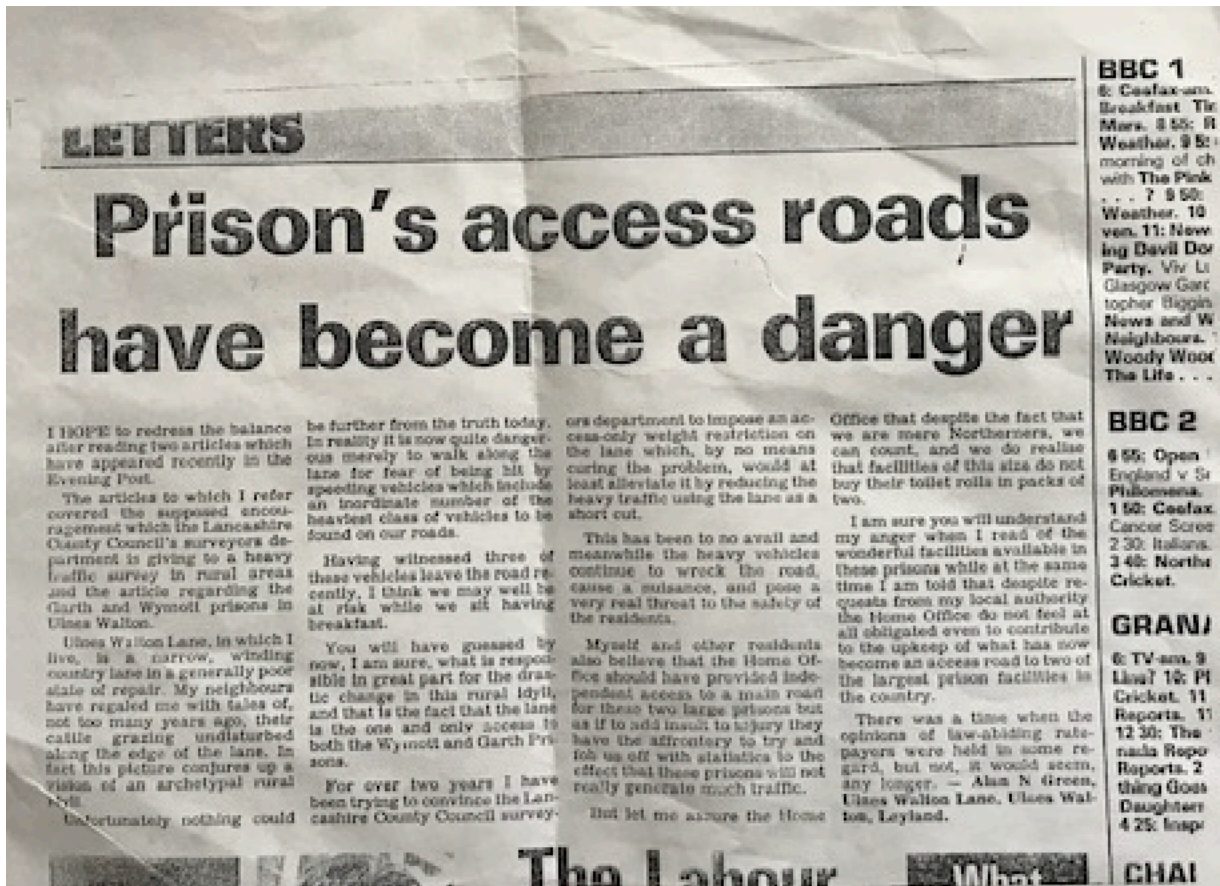 LETTERS
Prison's access roads
have become a danger
I HOPE to redress the balance
after reading two articles which
have appeared recently in the
Evening Post.
The articles to which I refer
covered the supposed encou-
ragement which the Lancashire
County Council's surveyors de-
partment is giving to a heavy
traffic survey in rural areas
and the article regarding the
Garth and Wymott prisons in
Ulnes Walton.
Ulnes Walton Lane, in which I
live, is a narrow, winding
country lane in a generally poor
state of repair. My neighbours
have regaled me with tales of,
not too many years ago, their
cattle grazing undisturbed
along the edge of the lane. In
fact this picture conjures up a
vision of an archetypal rural
idyll.
Unfortunately nothing could
be further from the truth today.
In reality it is now quite danger-
ous merely to walk along the
lane for fear of being hit by
speeding vehicles which include
an inordinate number of the
heaviest class of vehicles to be
found on our roads.
Having witnessed three of
these vehicles leave the road re-
cently, I think we may well be
at risk while we sit having
breakfast.
You will have guessed by
now, I am sure, what is respon-
sible in great part for the dras-
tic change in this rural idyll,
and that is the fact that the lane
is the one and only access to
both the Wymott and Garth Pri-
sons.
For over two years I have
been trying to convince the Lan-
cashire County Council survey-
ors department to impose an ac-
cess-only weight restriction on
the lane which, by no means
curing the problem, would at
least alleviate it by reducing the
heavy traffic using the lane as a
short cut.
This has been to no avail and
meanwhile the heavy vehicles
continue to wreck the road,
cause a nuisance, and pose a
very real threat to the safety of
the residents.
Myself and other residents
also believe that the Home Of-
fice should have provided inde-
pendent access to a main road
for these two large prisons but
as if to add insult to injury they
have the affrontery to try and
fob us off with statistics to the
effect that these prisons will not
really generate much traffic.
But let me assure the Home
Office that despite the fact that
we are mere Northerners, we
can count, and we do realise
that facilities of this size do not
buy their toilet rolls in packs of
two.
I am sure you will understand
my anger when I read of the
wonderful facilities available in
these prisons while at the same
time I am told that despite re-
quests from my local authority
the Home Office do not feel at
all obligated even to contribute
to the upkeep of what has now
become an access road to two of
the largest prison facilities in
the country.
There was a time when the
opinions of law-abiding rate-
payers were held in some re-
gard, but not, it would seem,
any longer. — Alan N Green,
Ulnes Walton Lane, Ulnes Wal-
ton, Leyland.
BBC 1
6: Ceefax-am.
Breakfast
Mars. 8 55:
Weather. 9 5:
morning of
with The Pink
. . . ? 9 50:
Weather. 10
ven. 11: News
ing Davil
Party. Viv
Glasgow
topher
News and
Neighbours.
Woody
The Life . . .
BBC 2
6 55: Open
England v
Philomena.
1 50: Ceefax.
Cancer
2 30: Italians.
3 40:
Cricket.
6: TV-am. 9
10:
Cricket. 11
Reports.
12 30: The
Reports. 2
thing
4 25:
The Labour
What